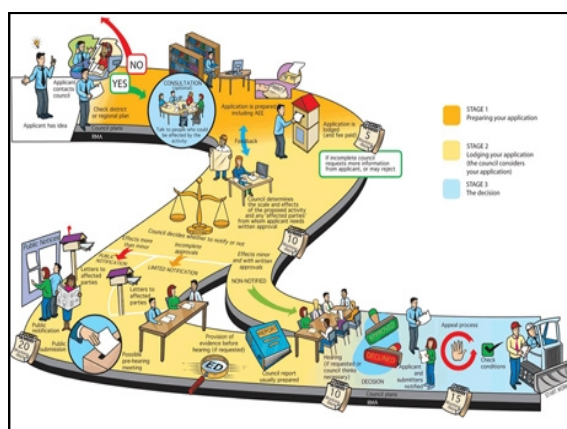 NO
YES
Applicant has idea
Applicant contacts
council
Check district
or regional plan
Council plans
RMA
CONSULTATION
(optional)
Talk to people who could
be affected by the
activity
Application is prepared
including AEE
Application is
lodged
(and fee paid)
5
If incomplete council
requests more information
from applicant, or may reject
Feedback
Council determines
the scale and effects
of the proposed activity
and any 'affected parties'
from whom applicant needs
written approval
10
STAGE 1
Preparing your application
STAGE 2
Lodging your application
(the council considers
your application)
STAGE 3
The decision
Council decides whether to notify or not
Effects more
than minor
Incomplete
approvals
Effects minor
and with written
approvals
PUBLIC
NOTIFICATION
LIMITED NOTIFICATION
NON-NOTIFIED
Public Notices
Letters to
affected
parties
Letters to
affected
parties
Public
notification
Public
submission
20
Possible
pre-hearing
meeting
Provision of
evidence before
hearing (if requested)
REPORT
Council report
usually prepared
Hearing
(if requested
or council thinks
necessary)
10
APPROVED
DECLINED
DECISION
Applicant
and submitters
notified
Appeal process
Check
conditions
15
Council plans
RMA
START WORK